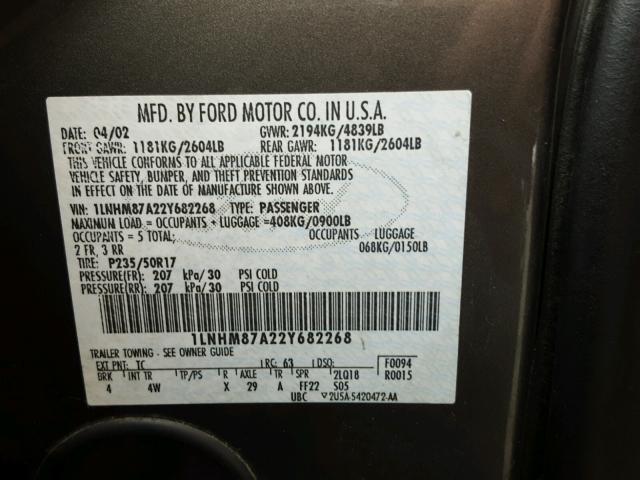 MFD. BY FORD MOTOR CO. IN U.S.A.
DATE: 04/02 GVWR: 2194KG/4839LB
FRONT GAWR: 1181KG/2604LB REAR GAWR: 1181KG/2604LB
THIS VEHICLE CONFORMS TO ALL APPLICABLE FEDERAL MOTOR
VEHICLE SAFETY, BUMPER, AND THEFT PREVENTION STANDARDS
IN EFFECT ON THE DATE OF MANUFACTURE SHOWN ABOVE.
VIN: 1LNHM87A22Y682268 TYPE: PASSENGER
MAXIMUM LOAD = OCCUPANTS + LUGGAGE =408KG/0900LB
OCCUPANTS = 5 TOTAL: OCCUPANTS LUGGAGE
2 FR, 3 RR 068KG/0150LB
TIRE: P235/50R17
PRESSURE(FR): 207 kPa/30 PSI COLD
PRESSURE(RR): 207 kPa/30 PSI COLD
1LNHM87A22Y682268
TRAILER TOWING - SEE OWNER GUIDE
EXT PNT: TC RC: 63 DSO: F0094
BRK INT TR TP/PS R AXLE TR SPR 2LQ18 R0015
4 4W X 29 A FF22 S05
UBC ▽2U5A-5420472-AA